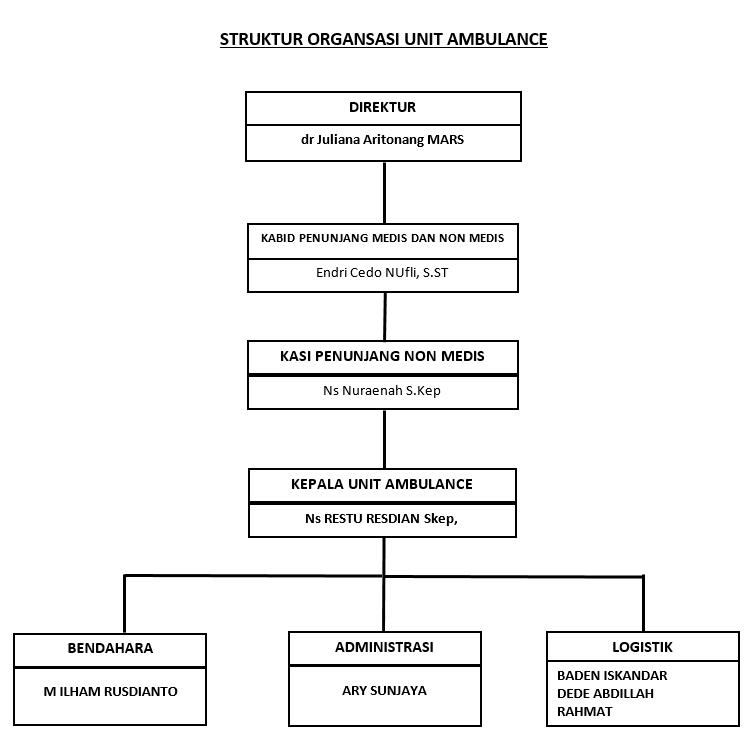 STRUKTUR ORGANSASI UNIT AMBULANCE
DIREKTUR
dr Juliana Aritonang MARS
KABID PENUNJANG MEDIS DAN NON MEDIS
Endri Cedo NUfli, S.ST
KASI PENUNJANG NON MEDIS
Ns Nuraenah S.Kep
KEPALA UNIT AMBULANCE
Ns RESTU RESDIAN Skep,
BENDAHARA
M ILHAM RUSDIANTO
ADMINISTRASI
ARY SUNJAYA
LOGISTIK
BADEN ISKANDAR
DEDE ABDILLAH
RAHMAT